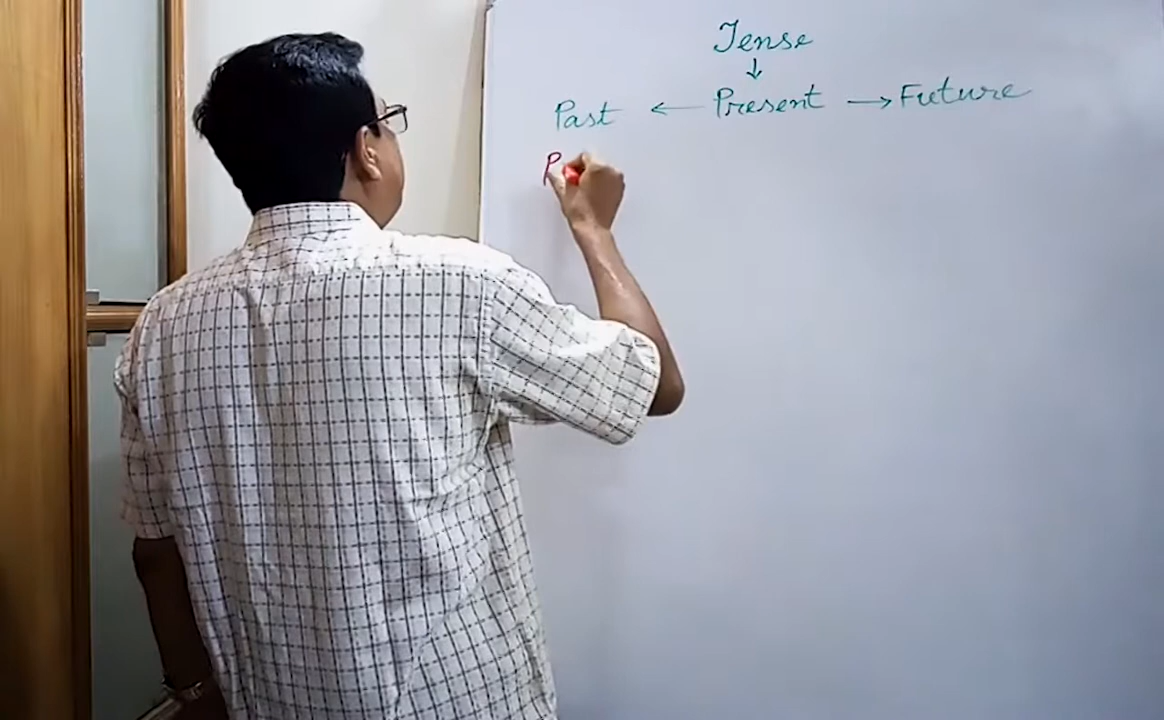 Tense
↓
Past ← Present → Future
P